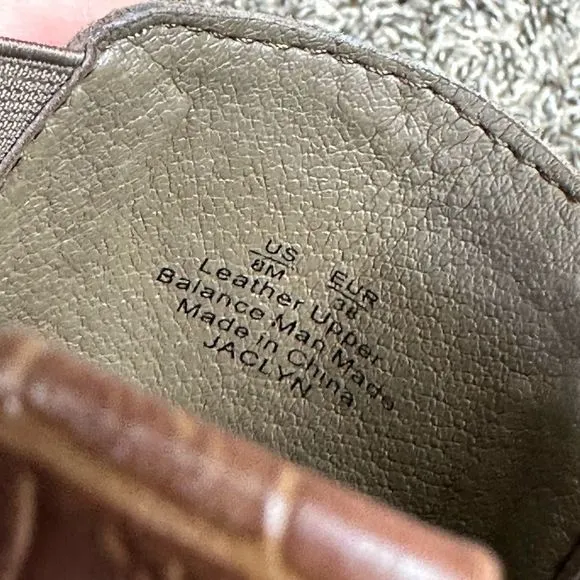 US EUR
8M 38
Leather Upper
Balance Man Made
Made in China
JACLYN